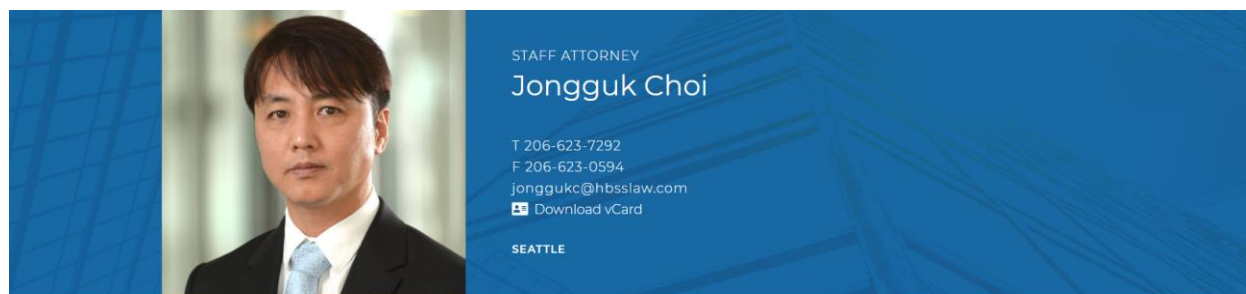 STAFF ATTORNEY
Jongguk Choi
T 206-623-7292
F 206-623-0594
jonggukc@hbsslaw.com
Download vCard
SEATTLE